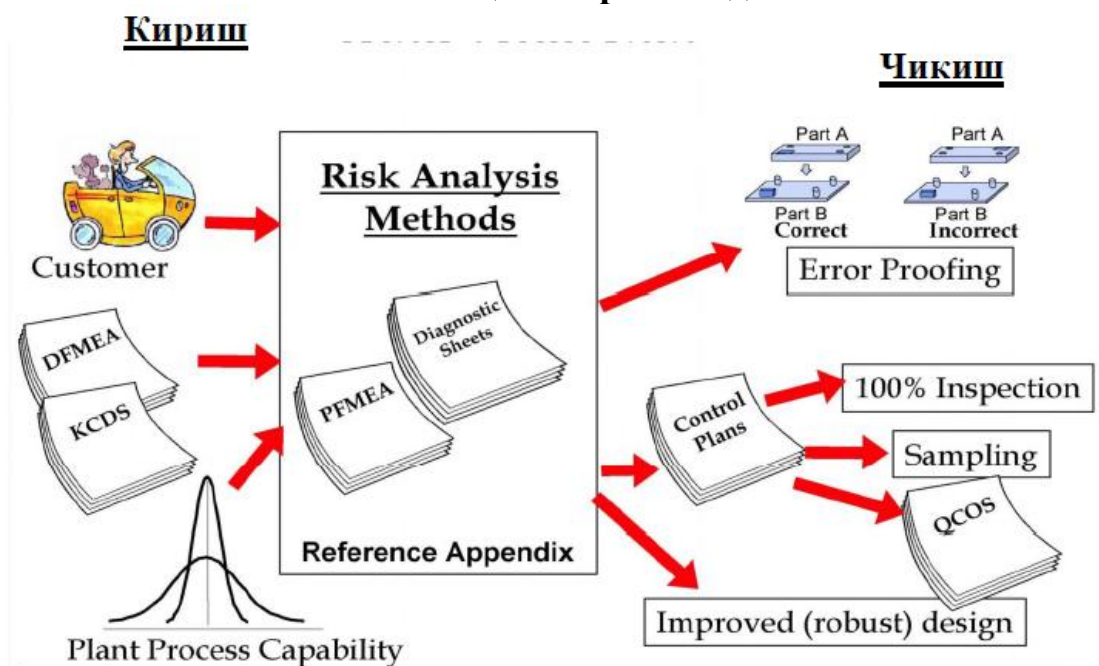 Кириш
Чикиш
Risk Analysis
Methods
Customer
DFMEA
KCDS
Plant Process Capability
Diagnostic
Sheets
PFMEA
Reference Appendix
Part A
Part B
Correct
Part A
Part B
Incorrect
Error Proofing
Control
Plans
100% Inspection
Sampling
QCOS
Improved (robust) design